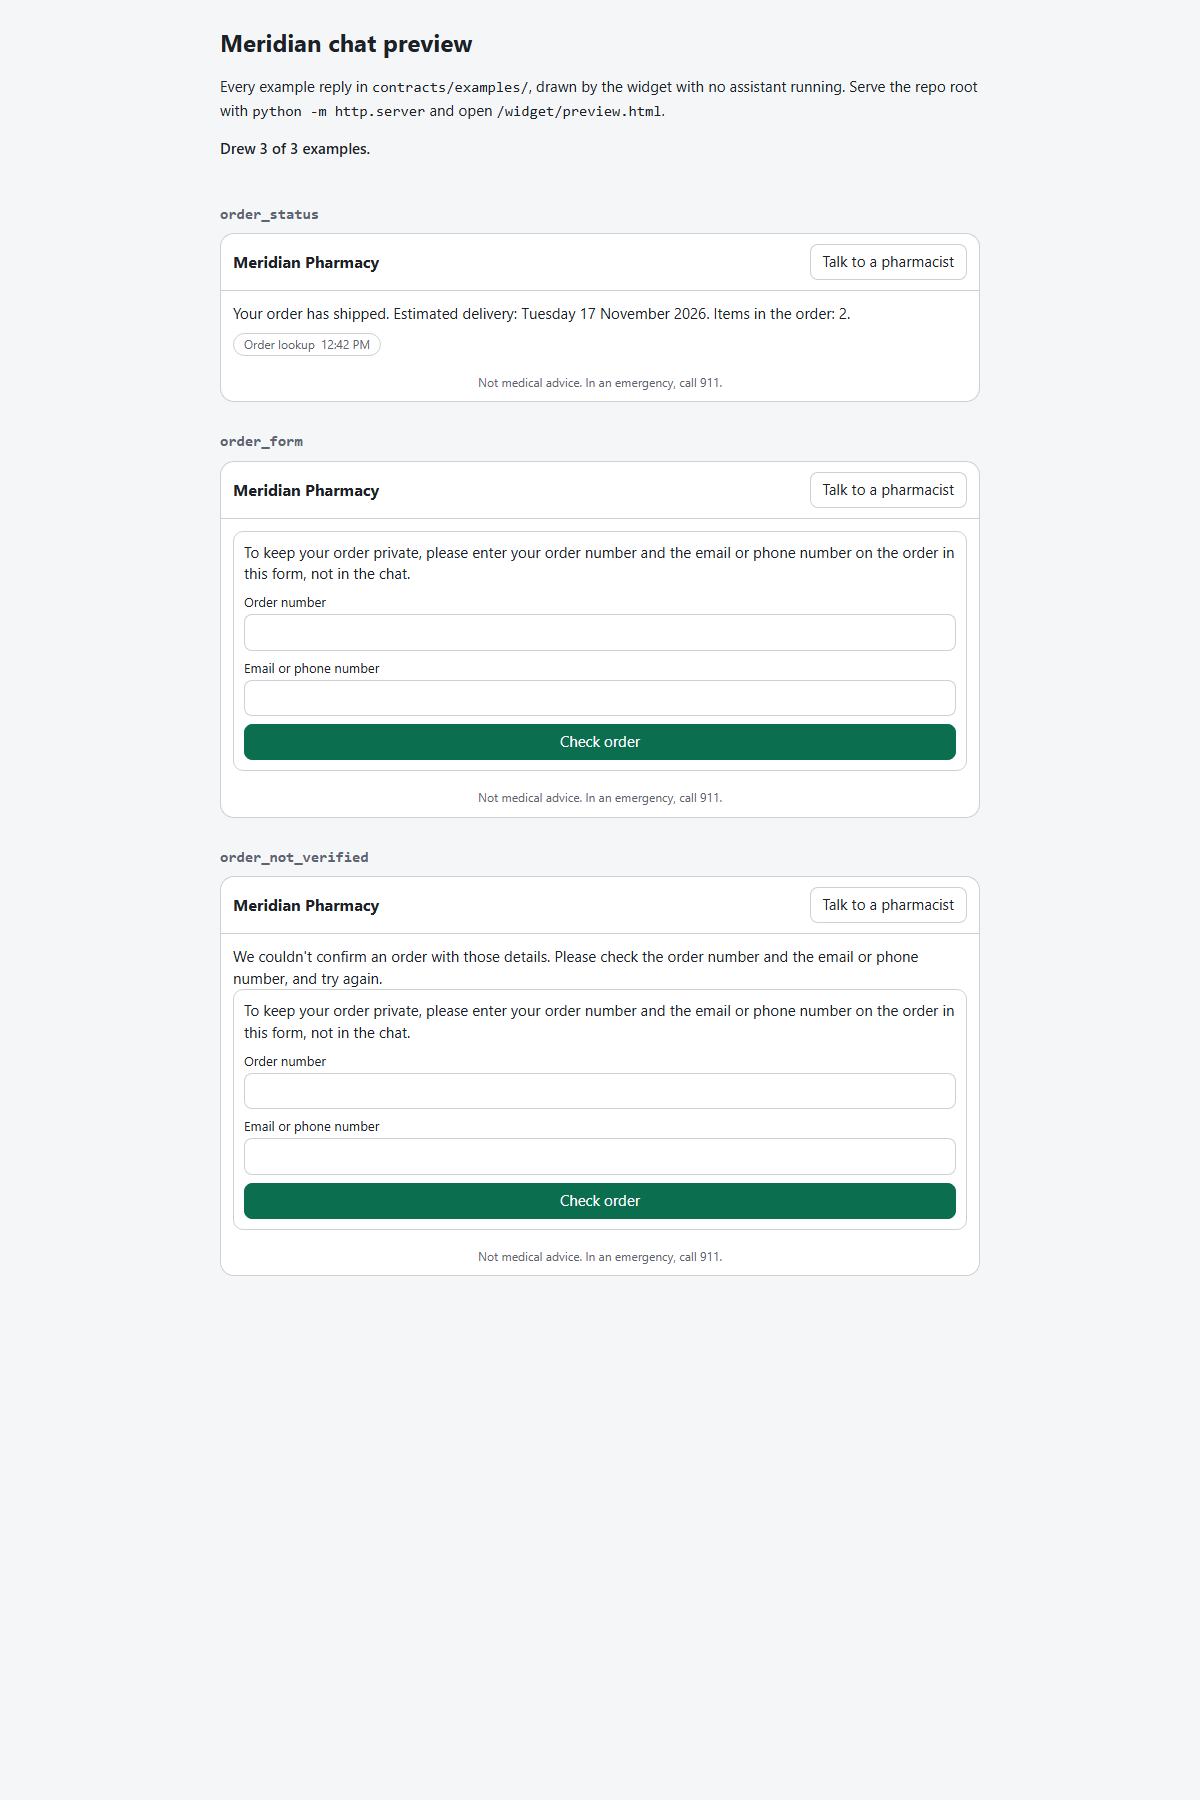 Meridian chat preview
Every example reply in contracts/examples/, drawn by the widget with no assistant running. Serve the repo root
with python -m http.server and open /widget/preview.html.
Drew 3 of 3 examples.
order_status
Meridian Pharmacy
Talk to a pharmacist
Your order has shipped. Estimated delivery: Tuesday 17 November 2026. Items in the order: 2.
Order lookup 12:42 PM
Not medical advice. In an emergency, call 911.
order_form
Meridian Pharmacy
Talk to a pharmacist
To keep your order private, please enter your order number and the email or phone number on the order in
this form, not in the chat.
Order number
Email or phone number
Check order
Not medical advice. In an emergency, call 911.
order_not_verified
Meridian Pharmacy
Talk to a pharmacist
We couldn't confirm an order with those details. Please check the order number and the email or phone
number, and try again.
To keep your order private, please enter your order number and the email or phone number on the order in
this form, not in the chat.
Order number
Email or phone number
Check order
Not medical advice. In an emergency, call 911.